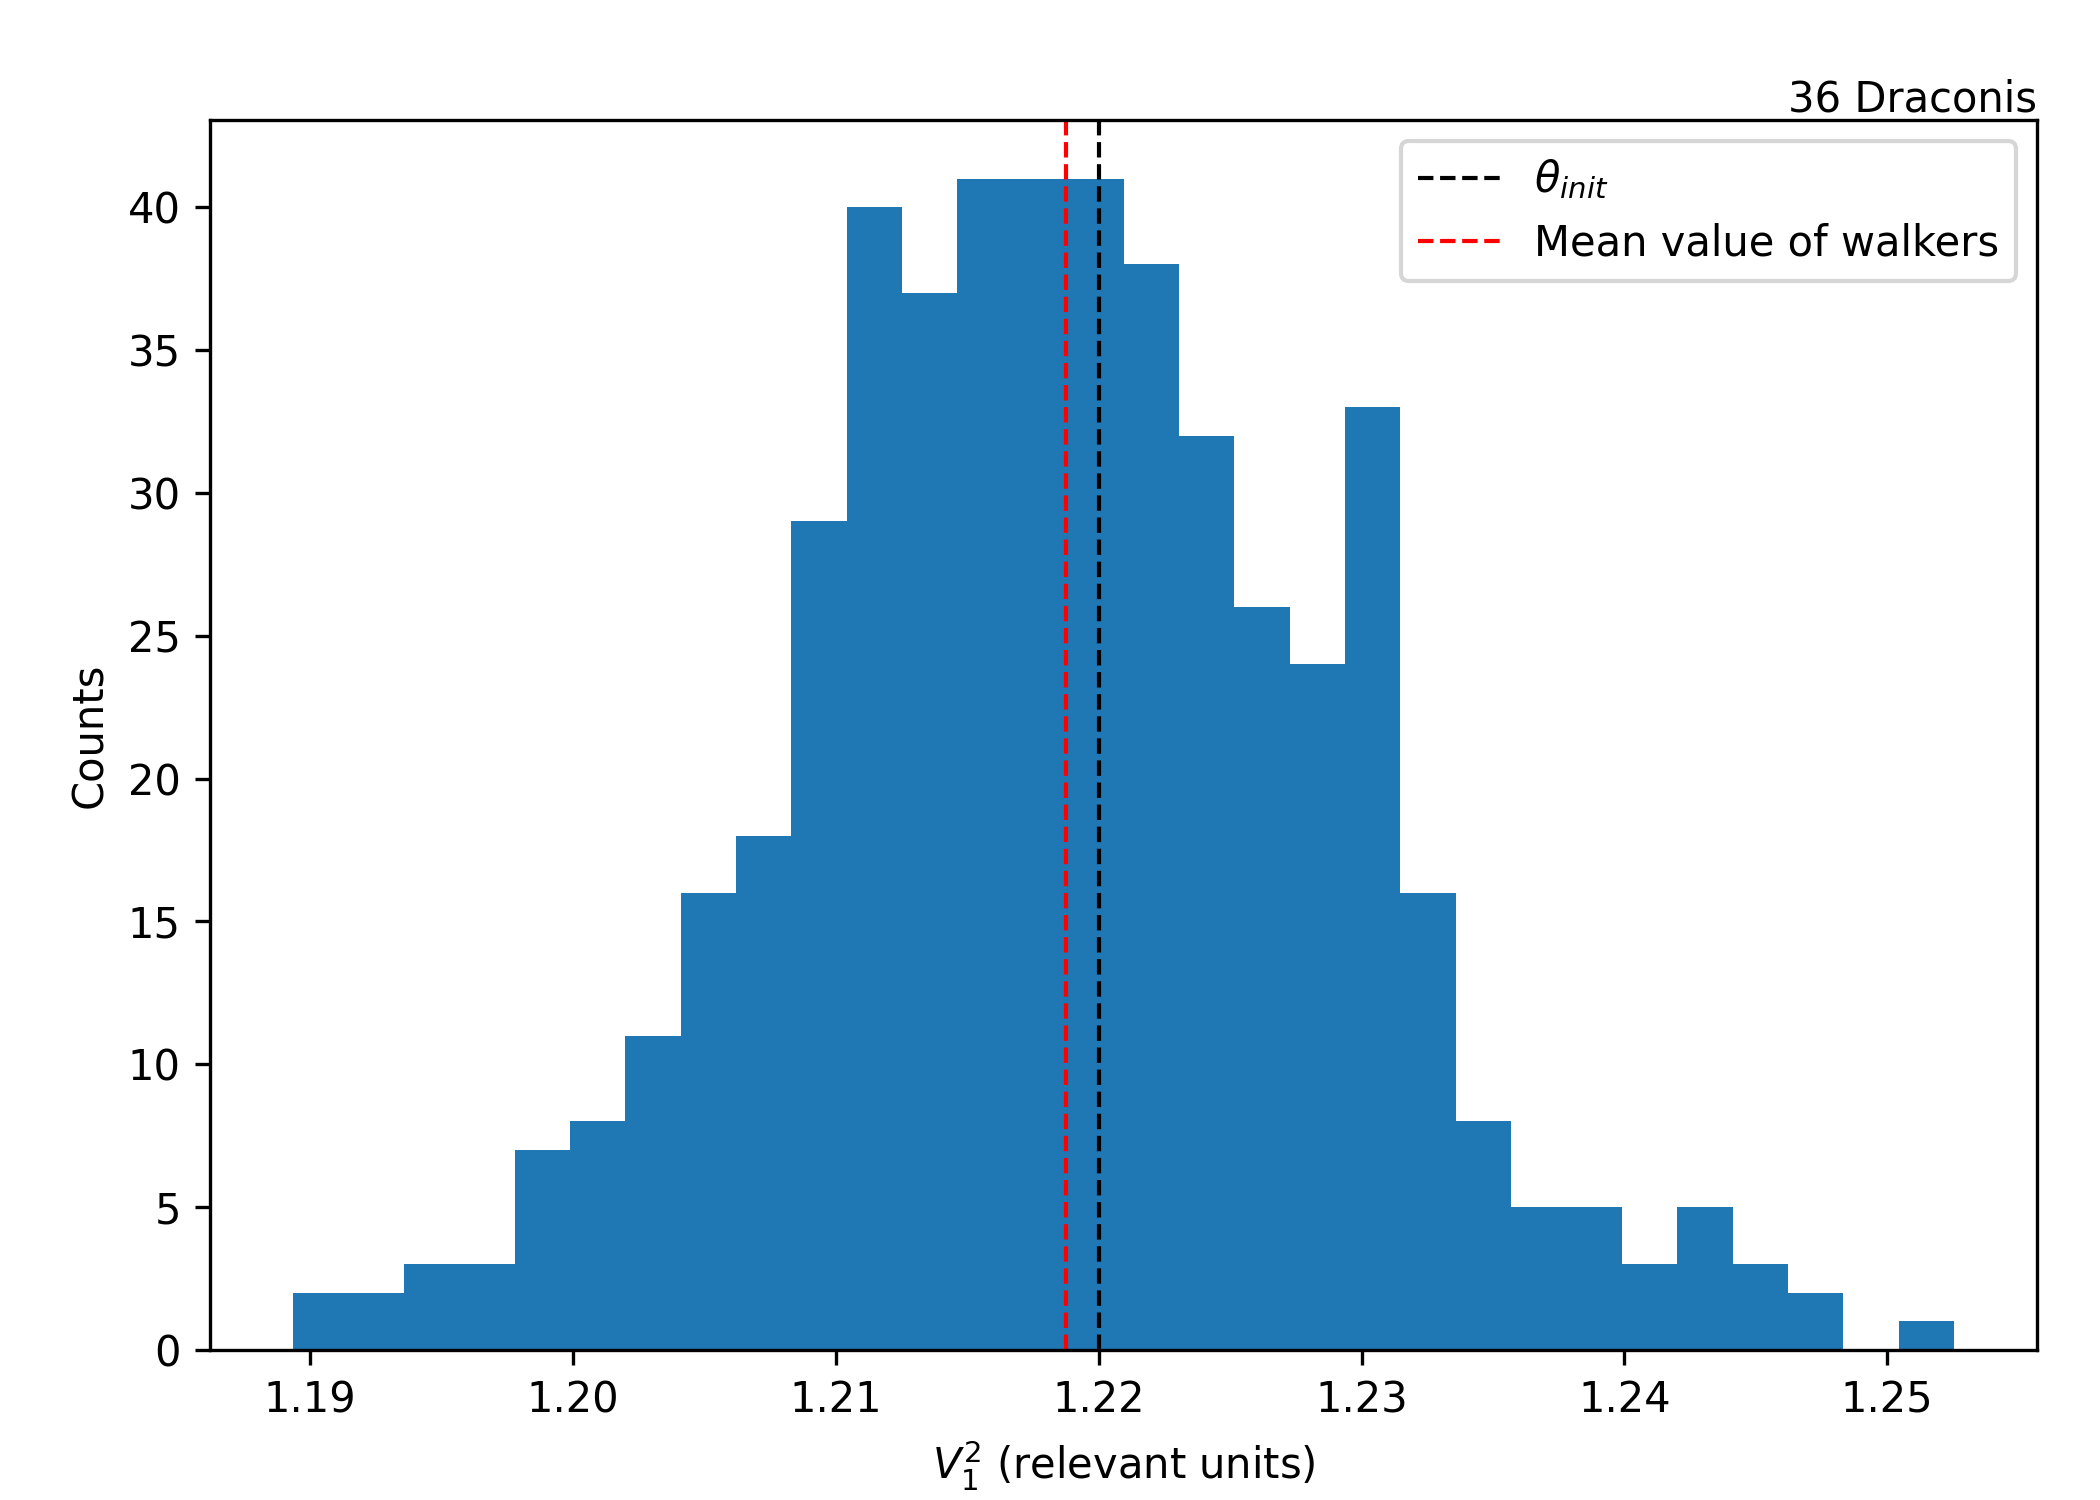 36 Draconis
θ_init
Mean value of walkers
40
35
30
25
20
15
10
5
0
Counts
1.19 1.20 1.21 1.22 1.23 1.24 1.25
V₁² (relevant units)